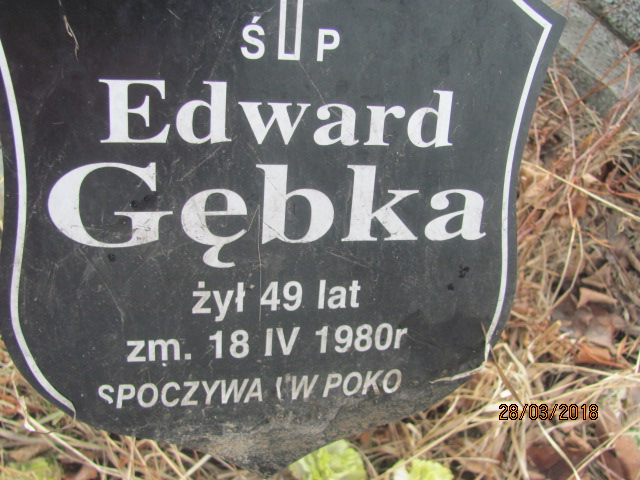 Ś P
Edward
Gębka
żył 49 lat
zm. 18 IV 1980r
SPOCZYWA W POKO
28/03/2018